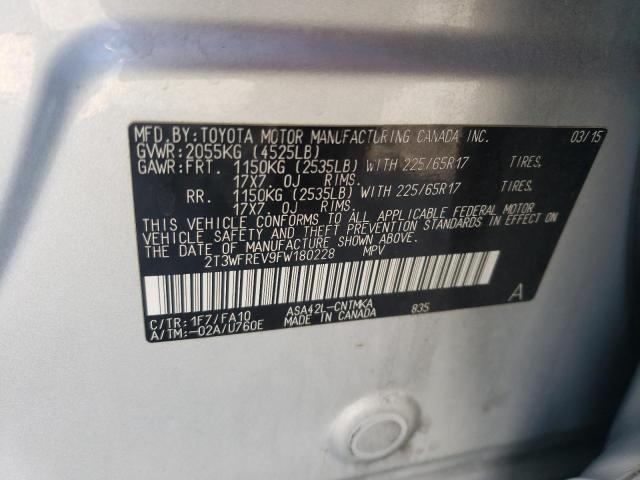 MFD.BY:TOYOTA MOTOR MANUFACTURING CANADA INC. 03/15
GVWR:2055KG (4525LB)
GAWR:FRT. 1150KG (2535LB) WITH 225/65R17 TIRES,
17X7.0J RIMS.
RR. 1150KG (2535LB) WITH 225/65R17 TIRES,
17X7.0J RIMS.
THIS VEHICLE CONFORMS TO ALL APPLICABLE FEDERAL MOTOR
VEHICLE SAFETY AND THEFT PREVENTION STANDARDS IN EFFECT ON
THE DATE OF MANUFACTURE SHOWN ABOVE.
2T3WFREV9FW180228 MPV
A
C/TR:1F7/FA10 ASA42L-CNTMKA 835
A/TM:-02A/U760E MADE IN CANADA